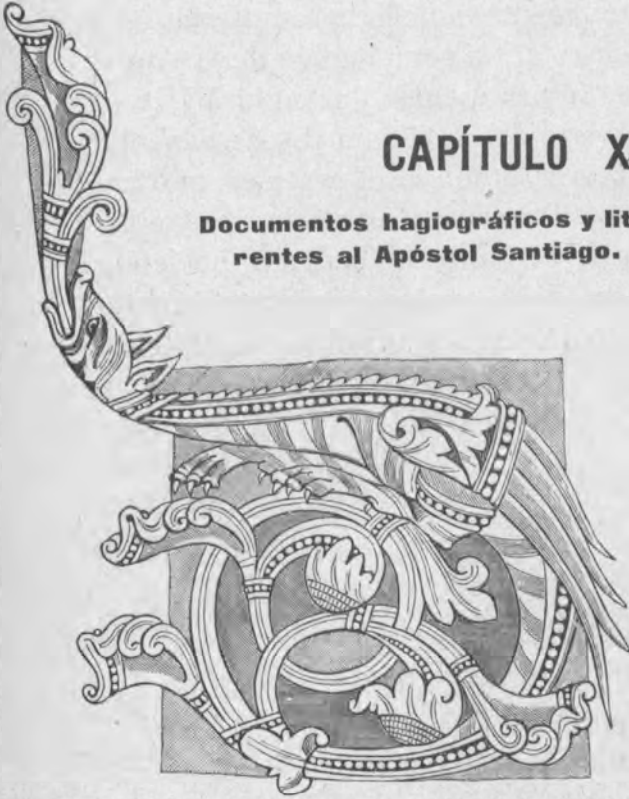 CAPÍTULO X
Documentos hagiográficos y lit
rentes al Apóstol Santiago.